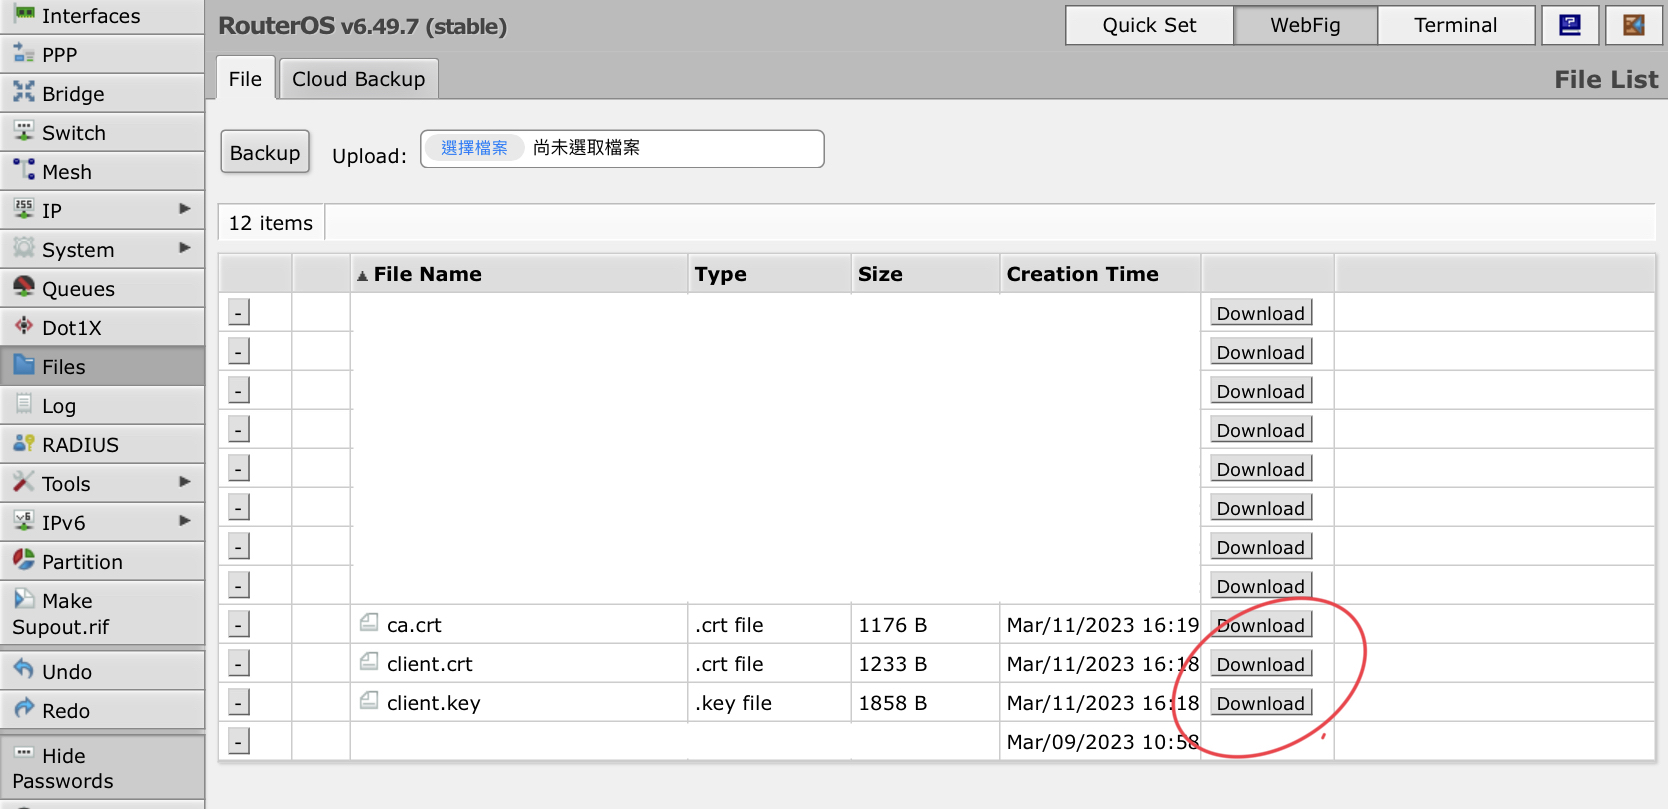 RouterOS v6.49.7 (stable)
Quick Set
WebFig
Terminal
Interfaces
PPP
Bridge
Switch
Mesh
IP
System
Queues
Dot1X
Files
Log
RADIUS
Tools
IPv6
Partition
Make
Supout.rif
Undo
Redo
Hide
Passwords
File
Cloud Backup
File List
Backup
Upload: 選擇檔案 尚未選取檔案
12 items
▲ File Name Type Size Creation Time
- Download
- Download
- Download
- Download
- Download
- Download
- Download
- Download
- ca.crt .crt file 1176 B Mar/11/2023 16:19 Download
- client.crt .crt file 1233 B Mar/11/2023 16:18 Download
- client.key .key file 1858 B Mar/11/2023 16:18 Download
- Mar/09/2023 10:58